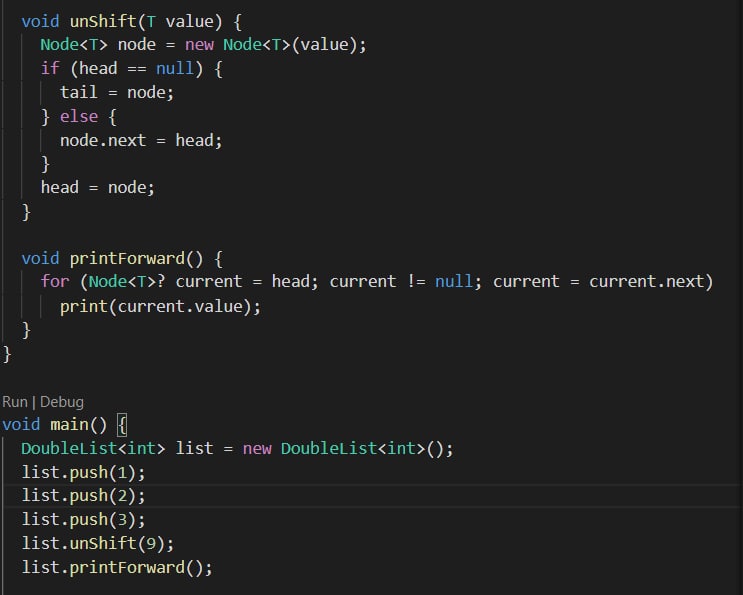 void unShift(T value) {
Node<T> node = new Node<T>(value);
if (head == null) {
tail = node;
} else {
node.next = head;
}
head = node;
}
void printForward() {
for (Node<T>? current = head; current != null; current = current.next)
print(current.value);
}
}
Run | Debug
void main() {
DoubleList<int> list = new DoubleList<int>();
list.push(1);
list.push(2);
list.push(3);
list.unShift(9);
list.printForward();